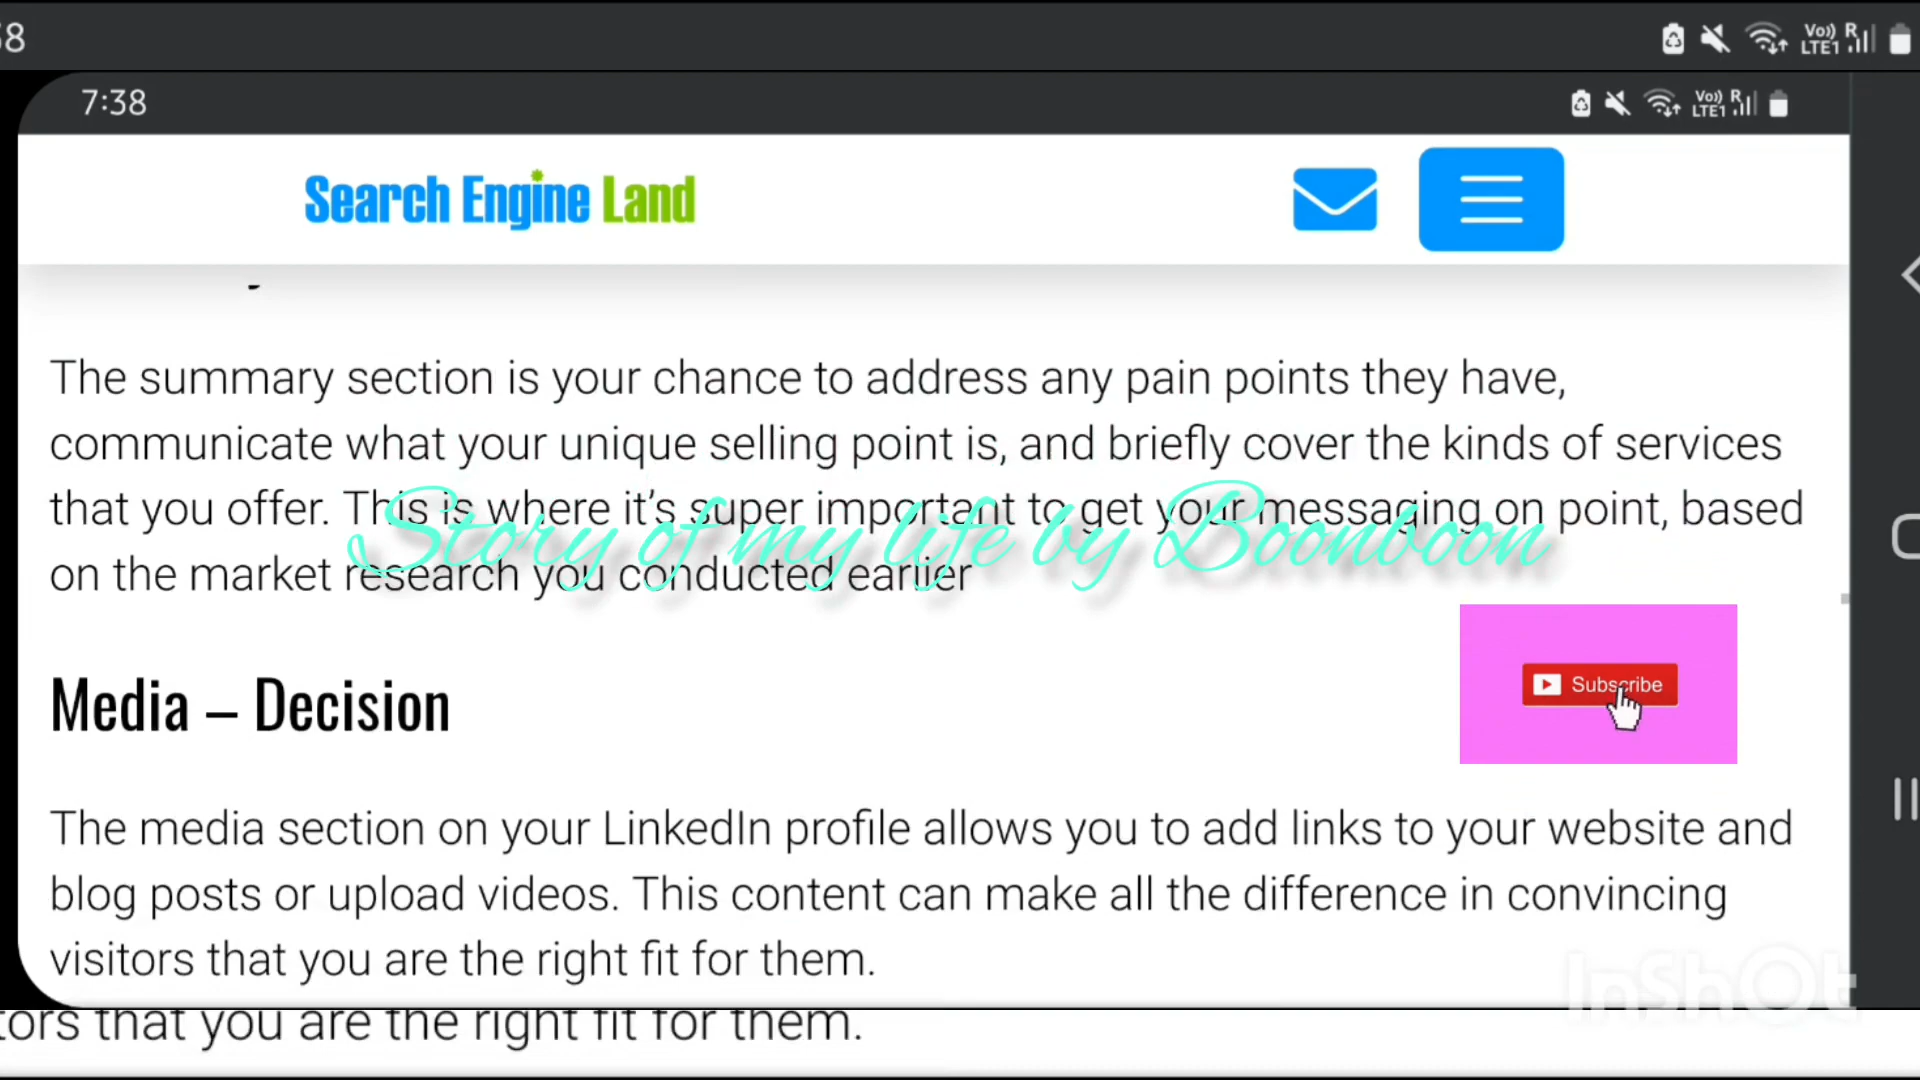 58
Vo)) R
LTE1
7:38
Vo)) R
LTE1
Search Engine Land
The summary section is your chance to address any pain points they have,
communicate what your unique selling point is, and briefly cover the kinds of services
that you offer. This is where it's super important to get your messaging on point, based
Story of my life by Boonboon
on the market research you conducted earlier
Subscribe
Media – Decision
The media section on your LinkedIn profile allows you to add links to your website and
blog posts or upload videos. This content can make all the difference in convincing
visitors that you are the right fit for them.
InShOt
tors that you are the right fit for them.